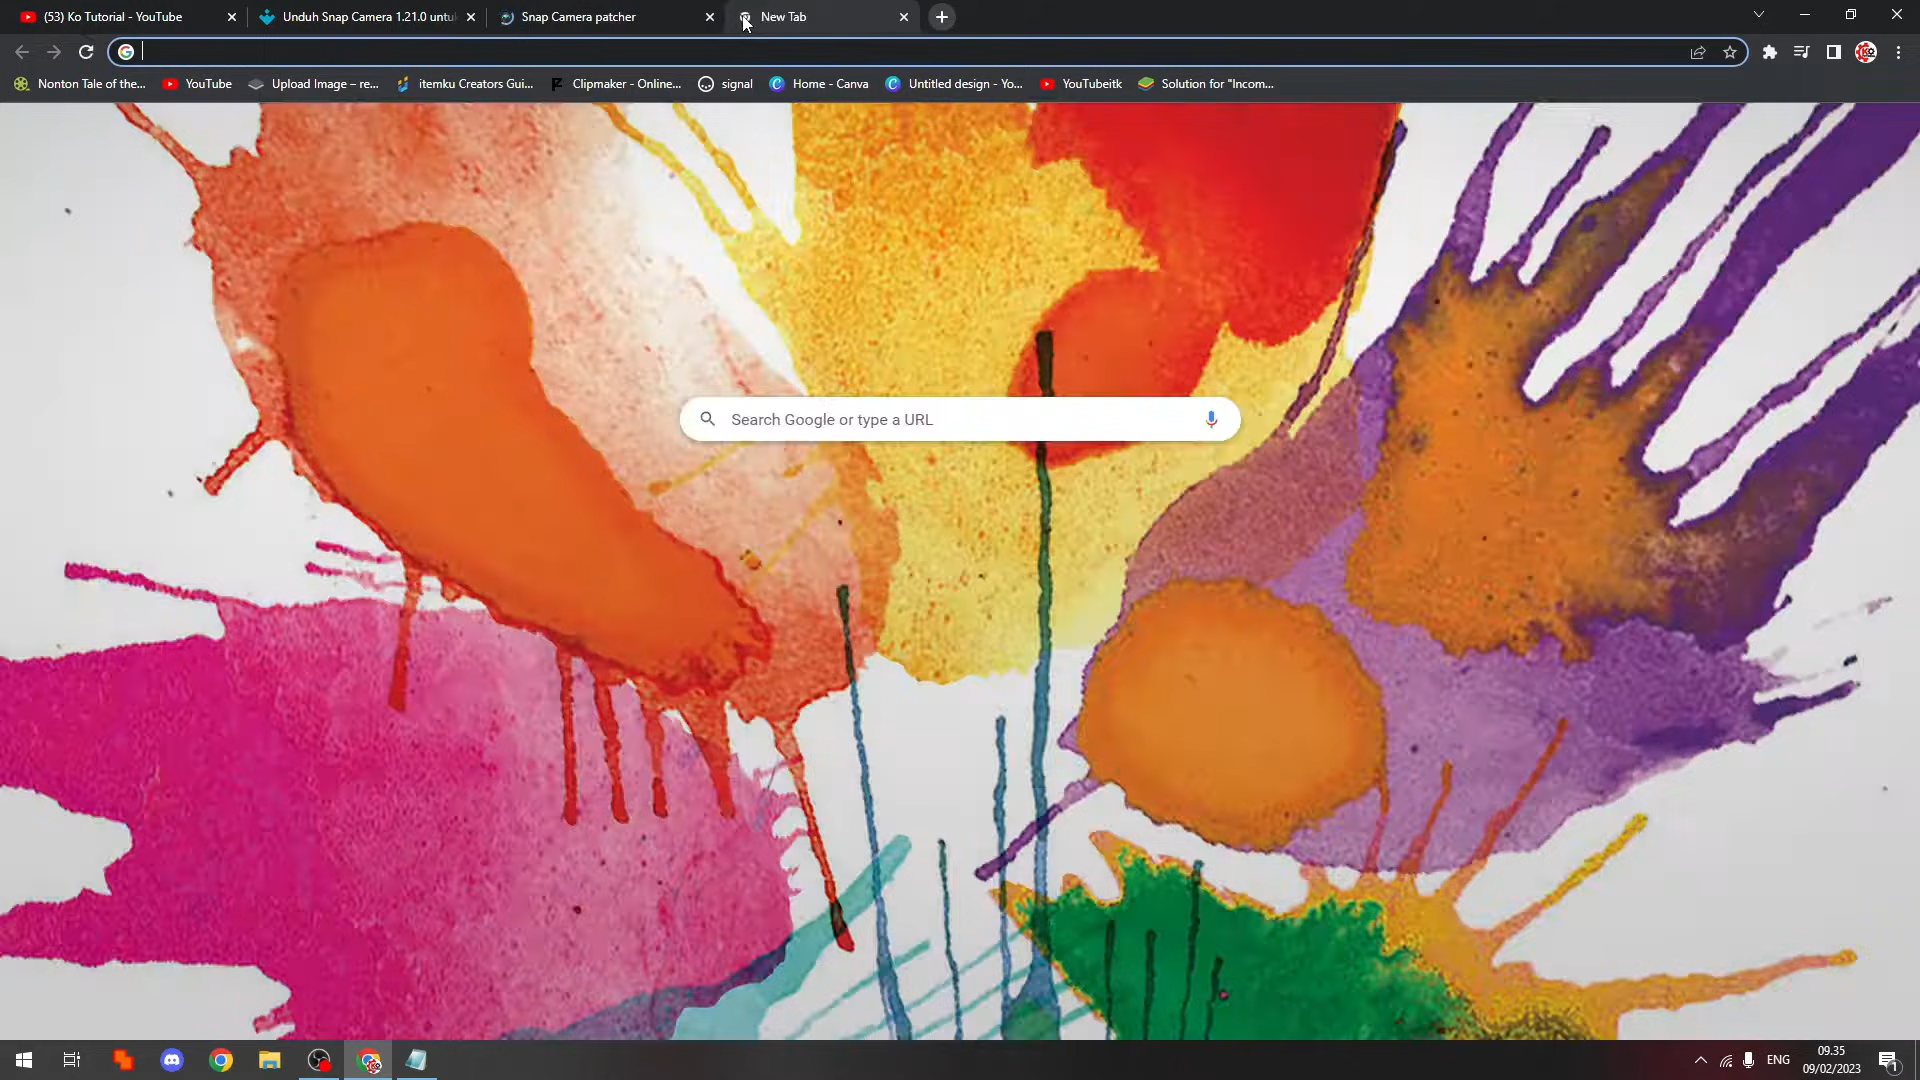 (53) Ko Tutorial - YouTube
Unduh Snap Camera 1.21.0 untu
Snap Camera patcher
New Tab
Nonton Tale of the...
YouTube
Upload Image – re...
itemku Creators Gui...
Clipmaker - Online...
signal
Home - Canva
Untitled design - Yo...
YOUTubeitk
Solution for "Incom...
Search Google or type a URL
ENG
09.35
09/02/2023
1